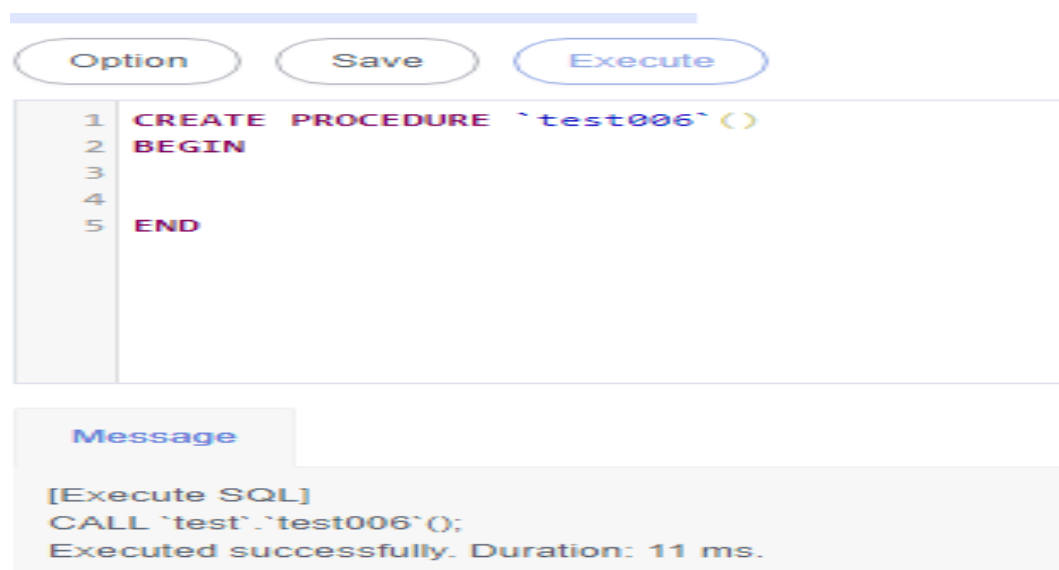 Option Save Execute
1 CREATE PROCEDURE `test006`()
2 BEGIN
3
4
5 END
Message
[Execute SQL]
CALL `test`.`test006`();
Executed successfully. Duration: 11 ms.